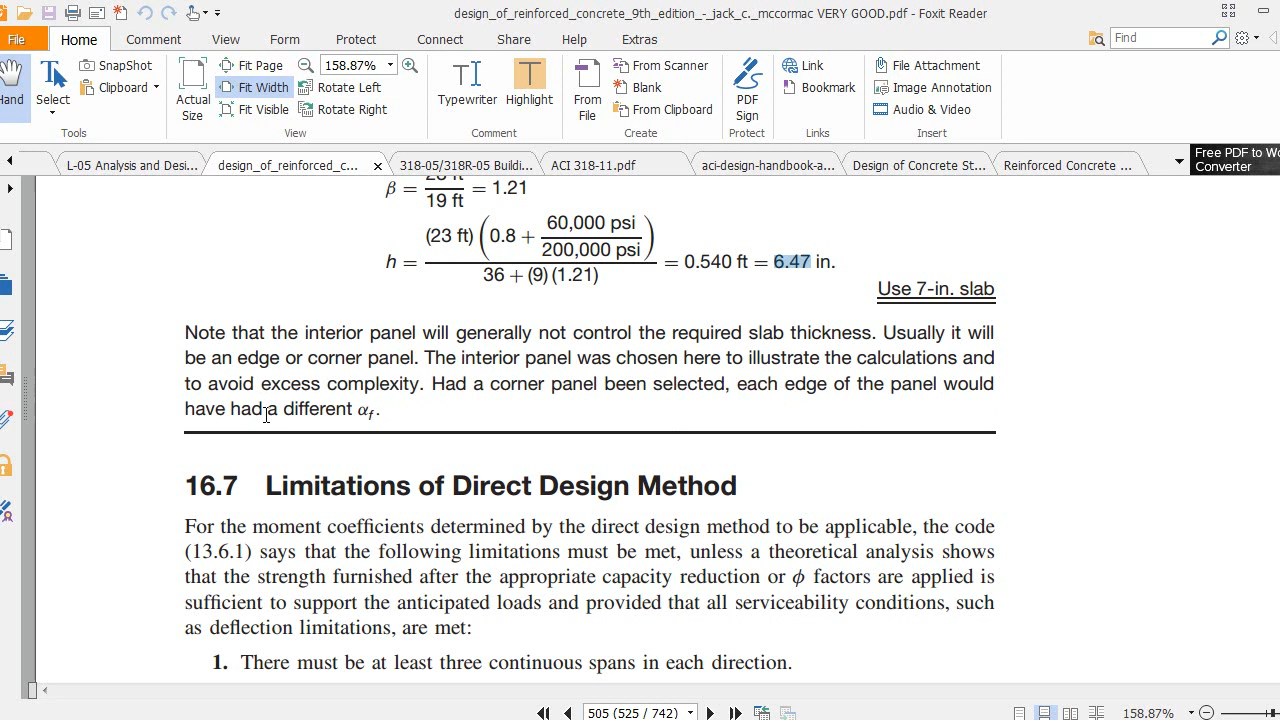 design_of_reinforced_concrete_9th_edition_-_jack_c._mccormac VERY GOOD.pdf - Foxit Reader
File Home Comment View Form Protect Connect Share Help Extras Find
Hand Select SnapShot Clipboard Actual Size Fit Page Fit Width Fit Visible 158.87% Rotate Left Rotate Right Typewriter Highlight From File From Scanner Blank From Clipboard PDF Sign Link Bookmark File Attachment Image Annotation Audio & Video
Tools View Comment Create Protect Links Insert
L-05 Analysis and Desi... design_of_reinforced_c... 318-05/318R-05 Buildi... ACI 318-11.pdf aci-design-handbook-a... Design of Concrete St... Reinforced Concrete ... Free PDF to Wo
Converter
β = / 19 ft = 1.21
h = (23 ft) (0.8 + 60,000 psi / 200,000 psi) / 36 + (9) (1.21) = 0.540 ft = 6.47 in.
Use 7-in. slab
Note that the interior panel will generally not control the required slab thickness. Usually it will
be an edge or corner panel. The interior panel was chosen here to illustrate the calculations and
to avoid excess complexity. Had a corner panel been selected, each edge of the panel would
have had a different αf.
16.7 Limitations of Direct Design Method
For the moment coefficients determined by the direct design method to be applicable, the code
(13.6.1) says that the following limitations must be met, unless a theoretical analysis shows
that the strength furnished after the appropriate capacity reduction or ϕ factors are applied is
sufficient to support the anticipated loads and provided that all serviceability conditions, such
as deflection limitations, are met:
1. There must be at least three continuous spans in each direction.
505 (525 / 742) 158.87%